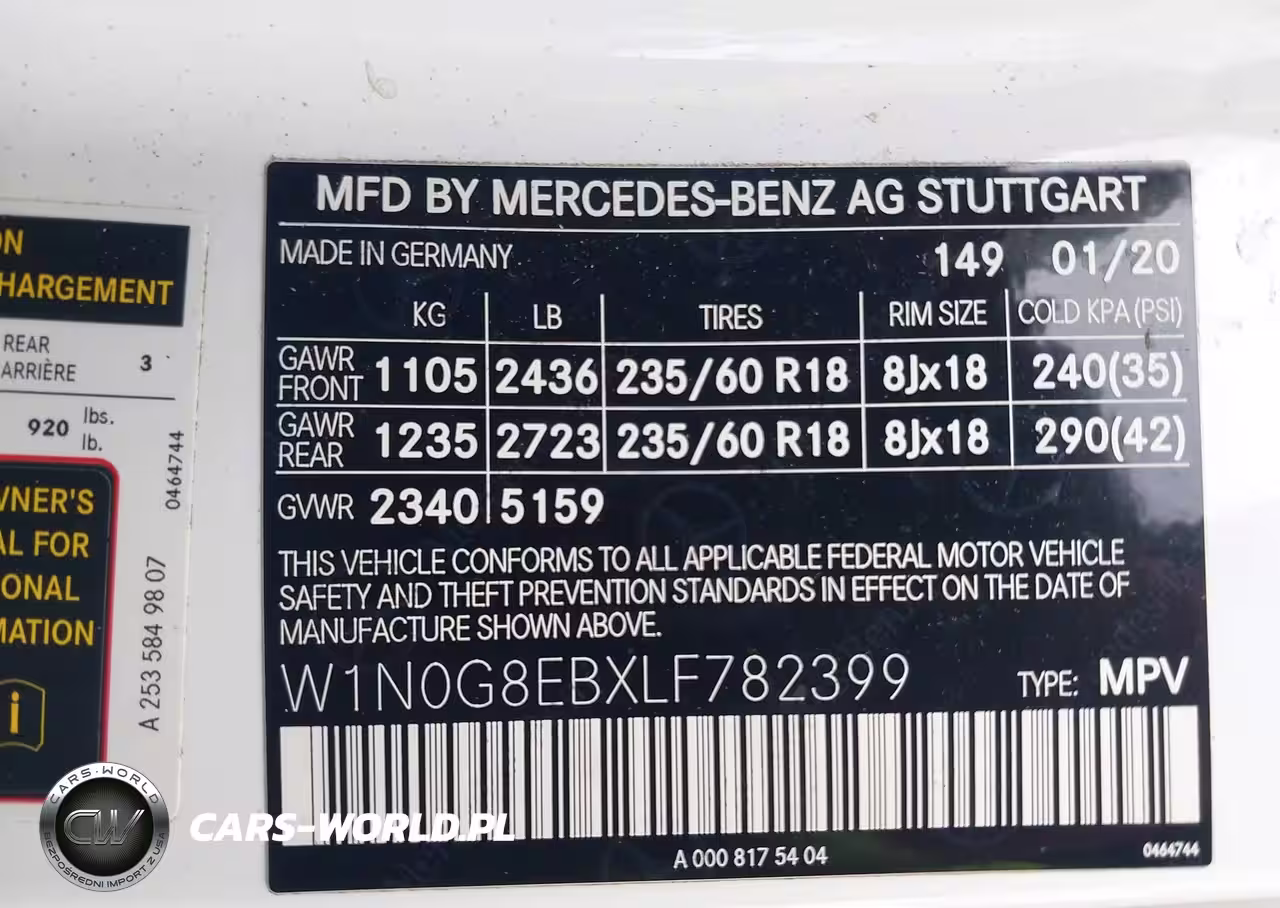 MFD BY MERCEDES-BENZ AG STUTTGART
MADE IN GERMANY 149 01/20
KG LB TIRES RIM SIZE COLD KPA (PSI)
GAWR FRONT 1105 2436 235/60 R18 8Jx18 240(35)
GAWR REAR 1235 2723 235/60 R18 8Jx18 290(42)
GVWR 2340 5159
THIS VEHICLE CONFORMS TO ALL APPLICABLE FEDERAL MOTOR VEHICLE
SAFETY AND THEFT PREVENTION STANDARDS IN EFFECT ON THE DATE OF
MANUFACTURE SHOWN ABOVE.
W1N0G8EBXLF782399 TYPE: MPV
A 000 817 54 04 0464744
ON
HARGEMENT
REAR
ARRIÈRE 3
920 lbs.
lb.
WNER'S
AL FOR
IONAL
MATION
i
0464744
A 253 584 98 07
CARS-WORLD
CW
BEZPOŚREDNI IMPORT Z USA
CARS-WORLD.PL